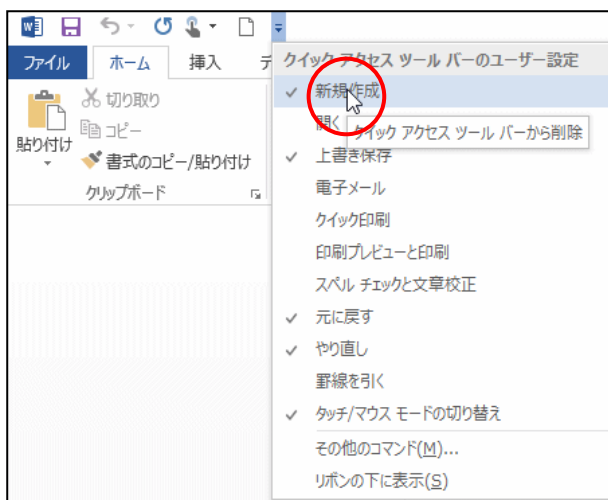 ファイル ホーム 挿入
クイック アクセス ツール バーのユーザー設定
切り取り
コピー
貼り付け
書式のコピー/貼り付け
クリップボード
新規作成
開く
クイック アクセス ツール バーから削除
上書き保存
電子メール
クイック印刷
印刷プレビューと印刷
スペル チェックと文章校正
元に戻す
やり直し
罫線を引く
タッチ/マウス モードの切り替え
その他のコマンド(M)...
リボンの下に表示(S)